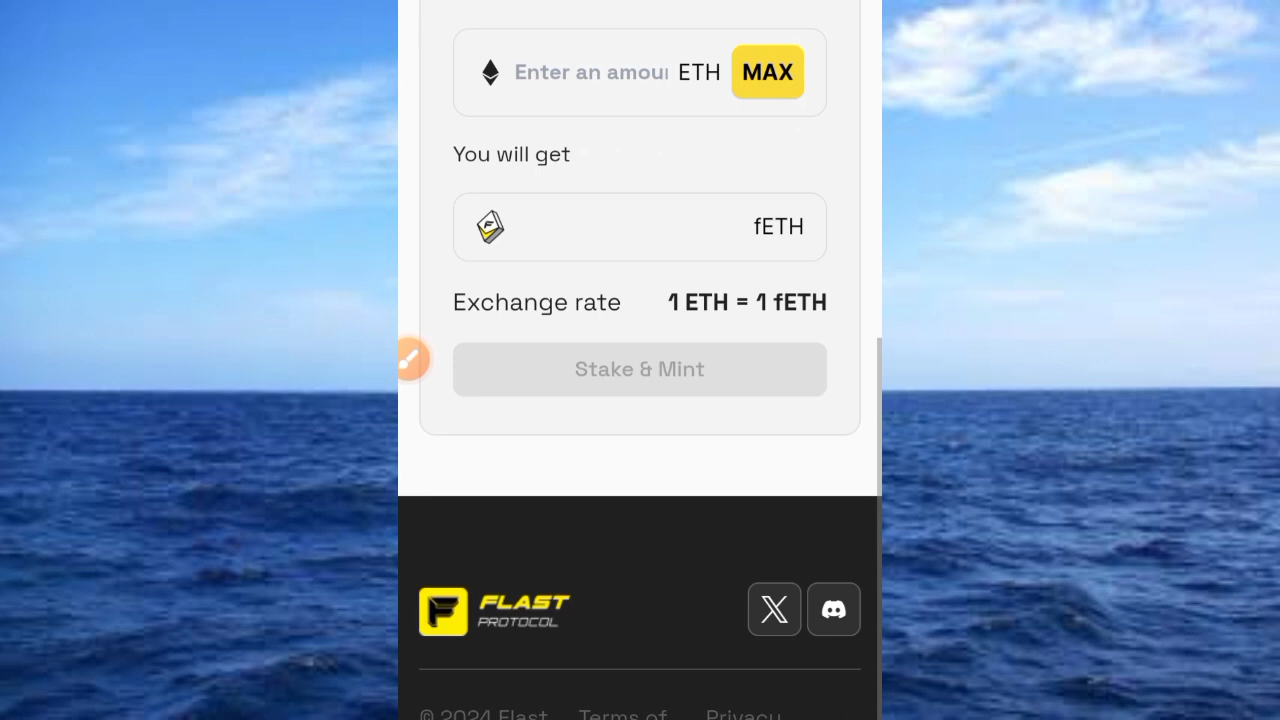 Enter an amou ETH MAX
You will get
fETH
Exchange rate 1 ETH = 1 fETH
Stake & Mint
FLAST
PROTOCOL
© 2024 Flast Terms of Privacy